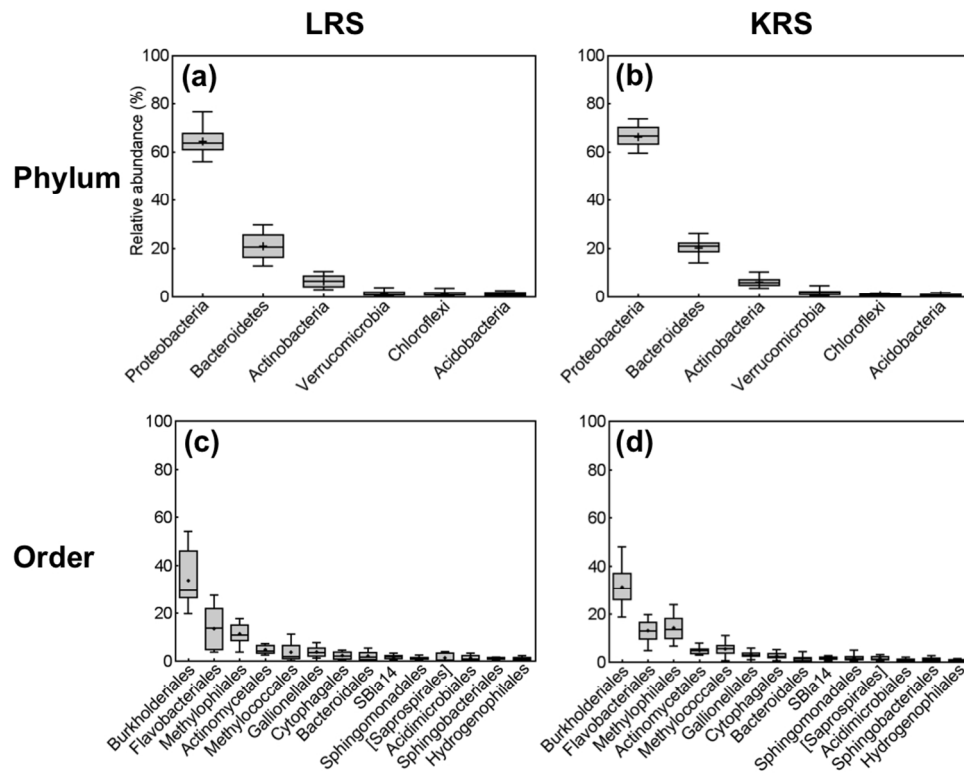 LRS
KRS
Phylum
Relative abundance (%)
(a)
100
80
60
40
20
0
Proteobacteria
Bacteroidetes
Actinobacteria
Verrucomicrobia
Chloroflexi
Acidobacteria
(b)
100
80
60
40
20
0
Proteobacteria
Bacteroidetes
Actinobacteria
Verrucomicrobia
Chloroflexi
Acidobacteria
Order
(c)
100
80
60
40
20
0
Burkholderiales
Flavobacteriales
Methylophilales
Actinomycetales
Methylococcales
Gallionellales
Cytophagales
Bacteroidales
SBla14
Sphingomonadales
[Saprospirales]
Acidimicrobiales
Sphingobacteriales
Hydrogenophilales
(d)
100
80
60
40
20
0
Burkholderiales
Flavobacteriales
Methylophilales
Actinomycetales
Methylococcales
Gallionellales
Cytophagales
Bacteroidales
SBla14
Sphingomonadales
[Saprospirales]
Acidimicrobiales
Sphingobacteriales
Hydrogenophilales